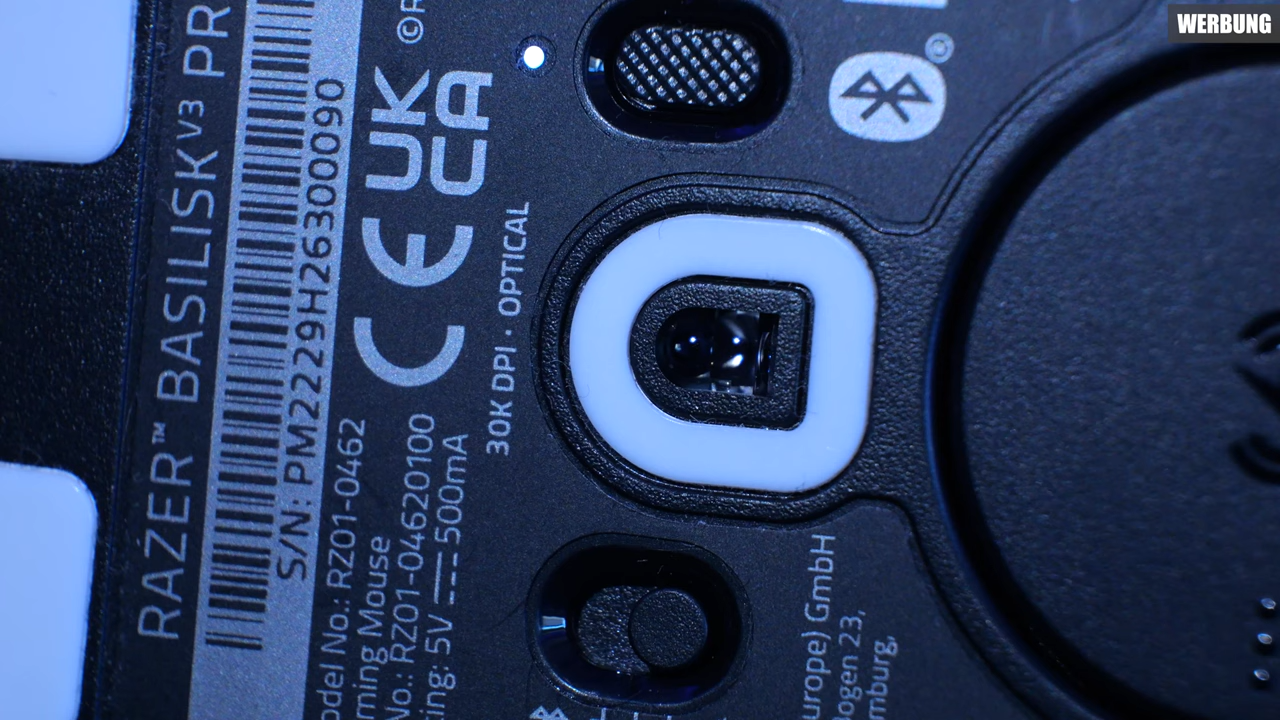 WERBUNG
RAZER™ BASILISK V3 PR
S/N: PM2229H26300090
odel No.: RZ01-0462
ming Mouse
No.: RZ01-04620100
ting: 5V 500mA
CE
UK
CA
©R
30K DPI · OPTICAL
®
urope) GmbH
Bogen 23,
mburg,